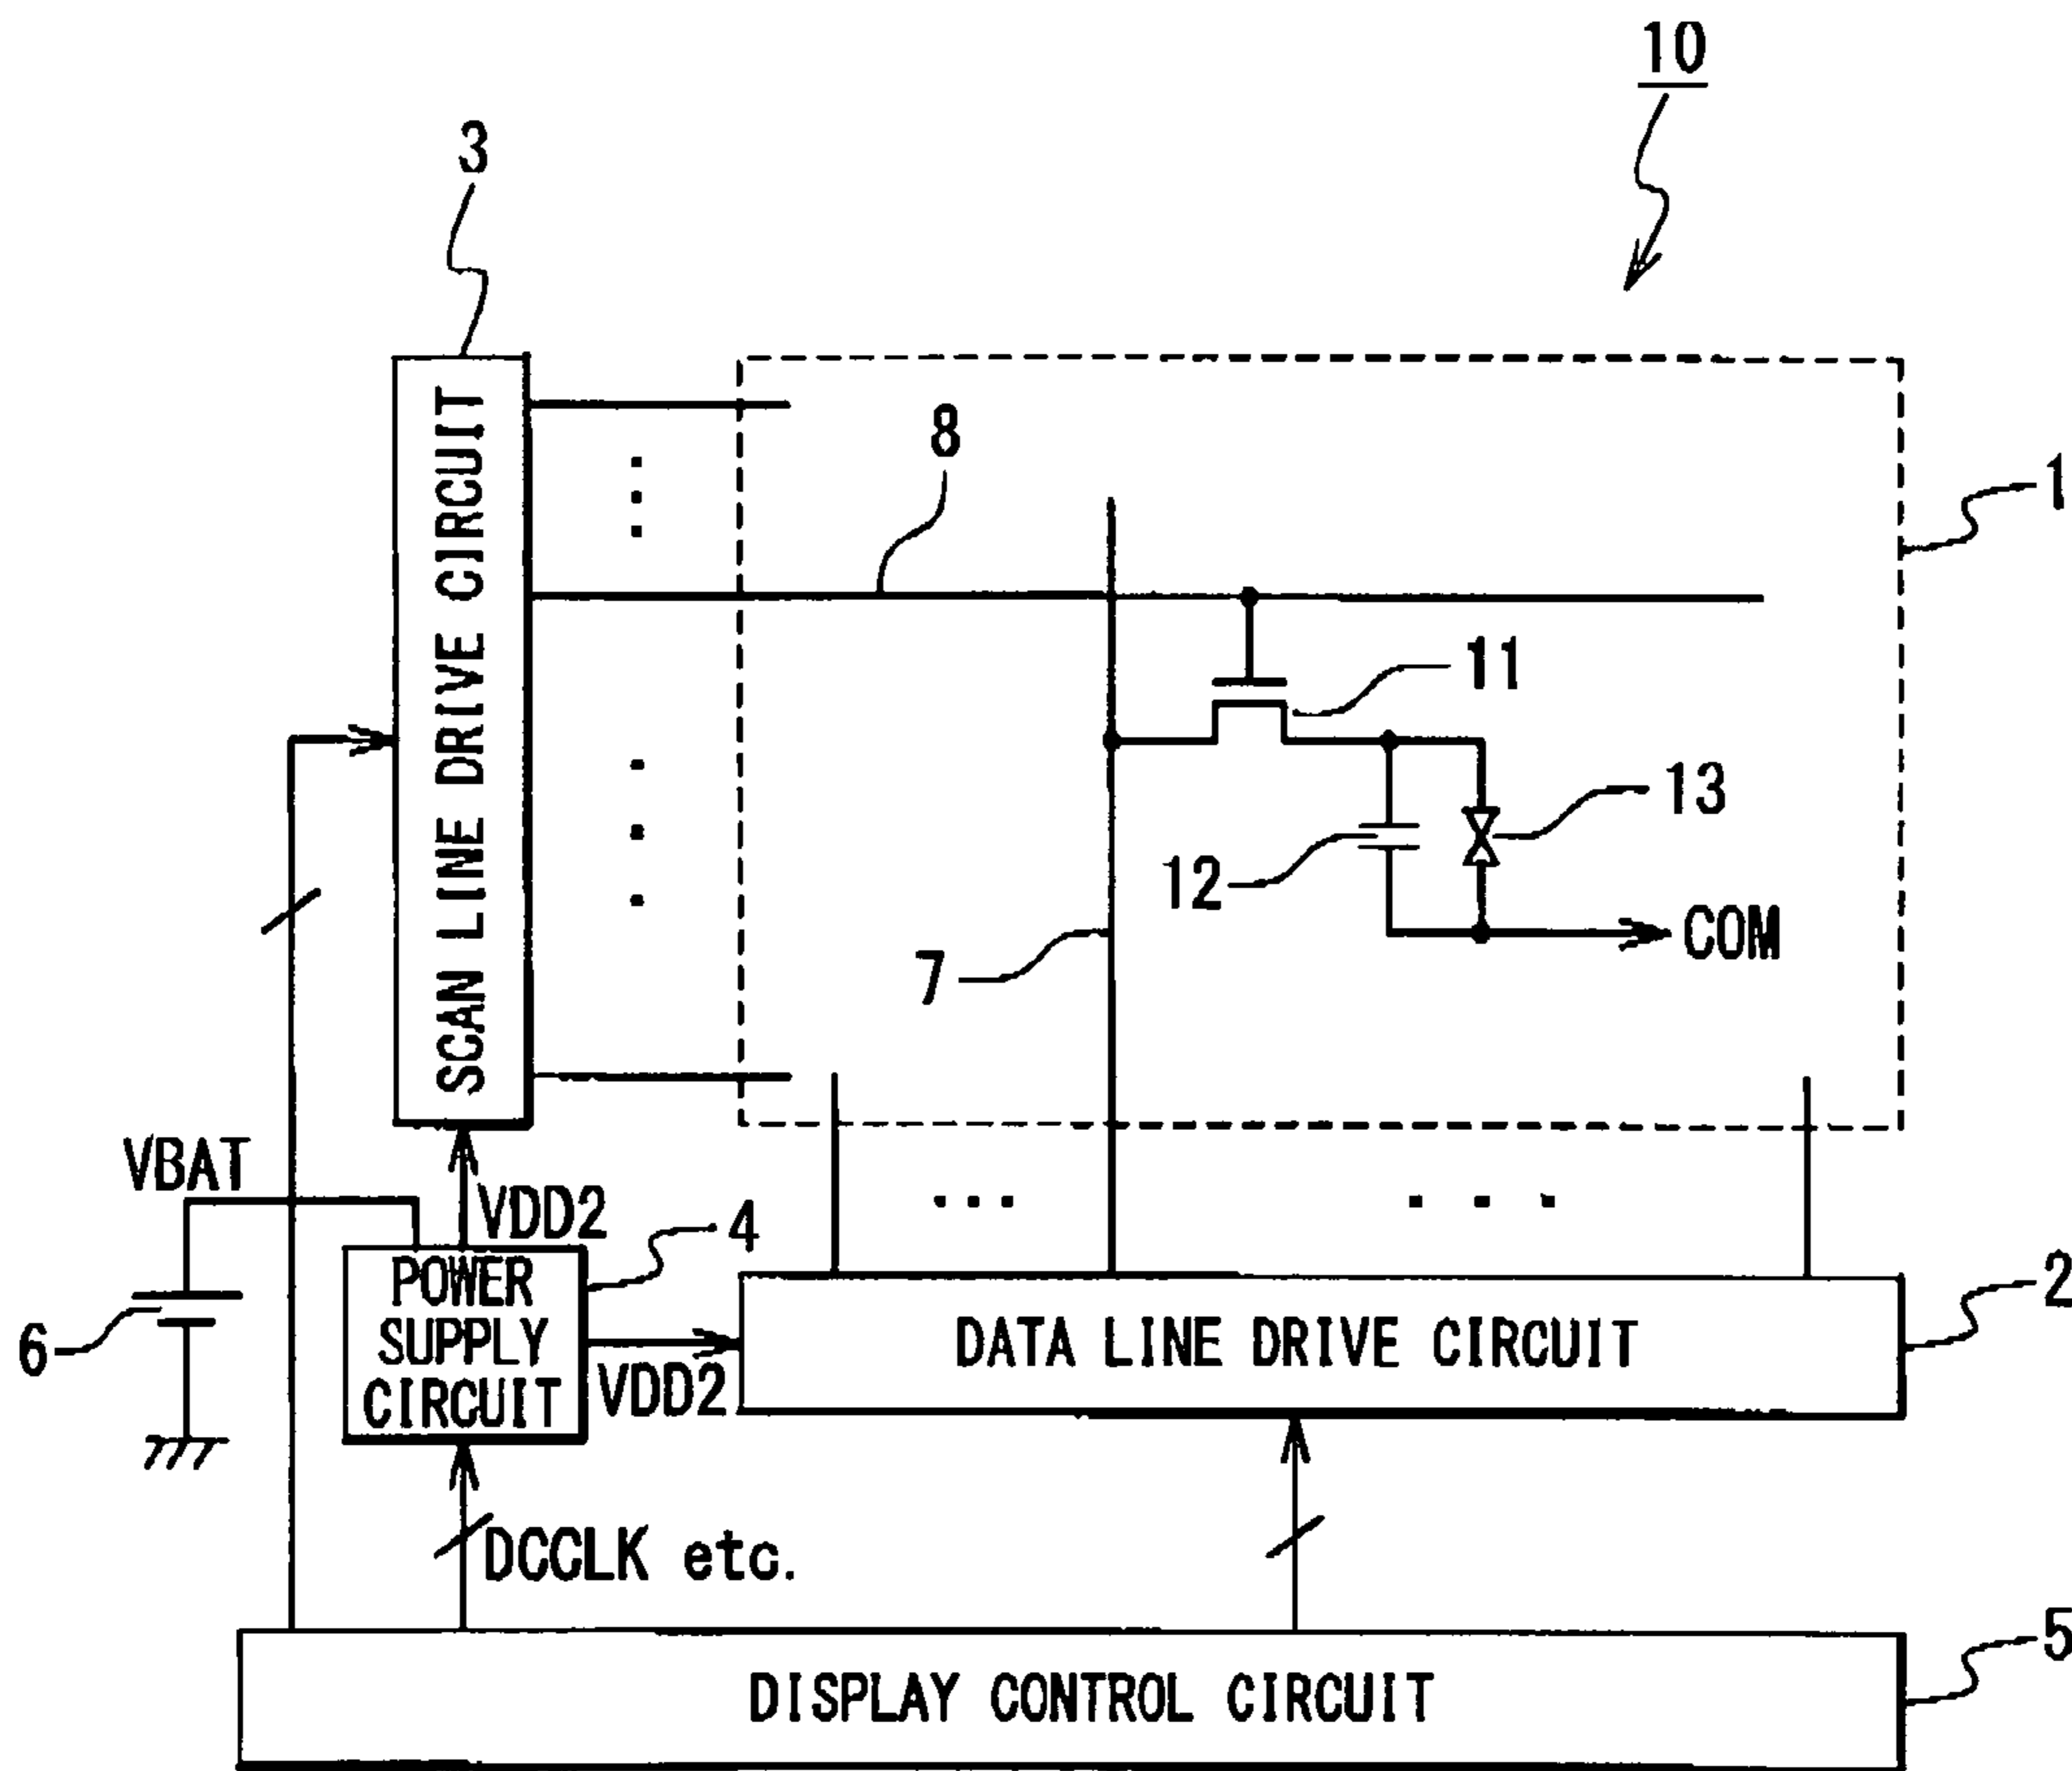 10
3
SCAN LINE DRIVE CIRCUIT
8
1
11
13
12
COM
7
VBAT
VDD2
4
POWER
SUPPLY
CIRCUIT
6
VDD2
DATA LINE DRIVE CIRCUIT
2
DCCLK etc.
DISPLAY CONTROL CIRCUIT
5